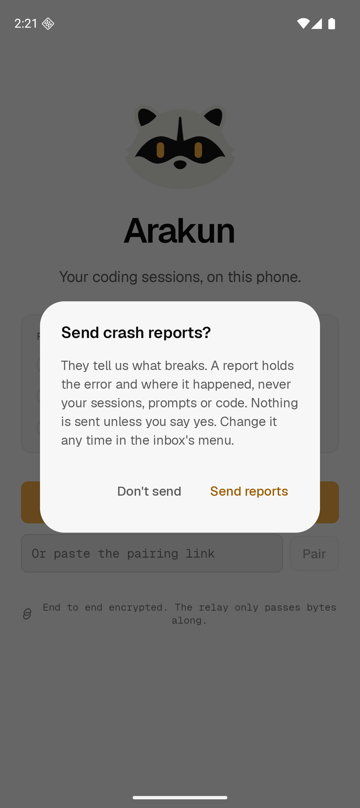 2:21
Arakun
Your coding sessions, on this phone.
Send crash reports?
They tell us what breaks. A report holds
the error and where it happened, never
your sessions, prompts or code. Nothing
is sent unless you say yes. Change it
any time in the inbox's menu.
Don't send
Send reports
Or paste the pairing link
Pair
End to end encrypted. The relay only passes bytes
along.